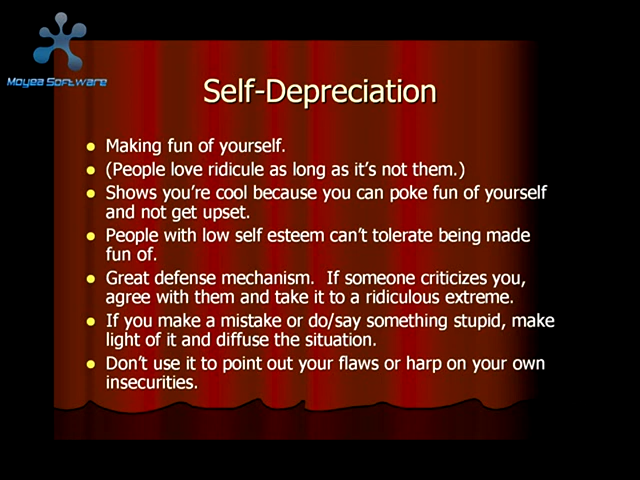 Moyea Software
Self-Depreciation
Making fun of yourself.
(People love ridicule as long as it's not them.)
Shows you're cool because you can poke fun of yourself
and not get upset.
People with low self esteem can't tolerate being made
fun of.
Great defense mechanism.  If someone criticizes you,
agree with them and take it to a ridiculous extreme.
If you make a mistake or do/say something stupid, make
light of it and diffuse the situation.
Don't use it to point out your flaws or harp on your own
insecurities.